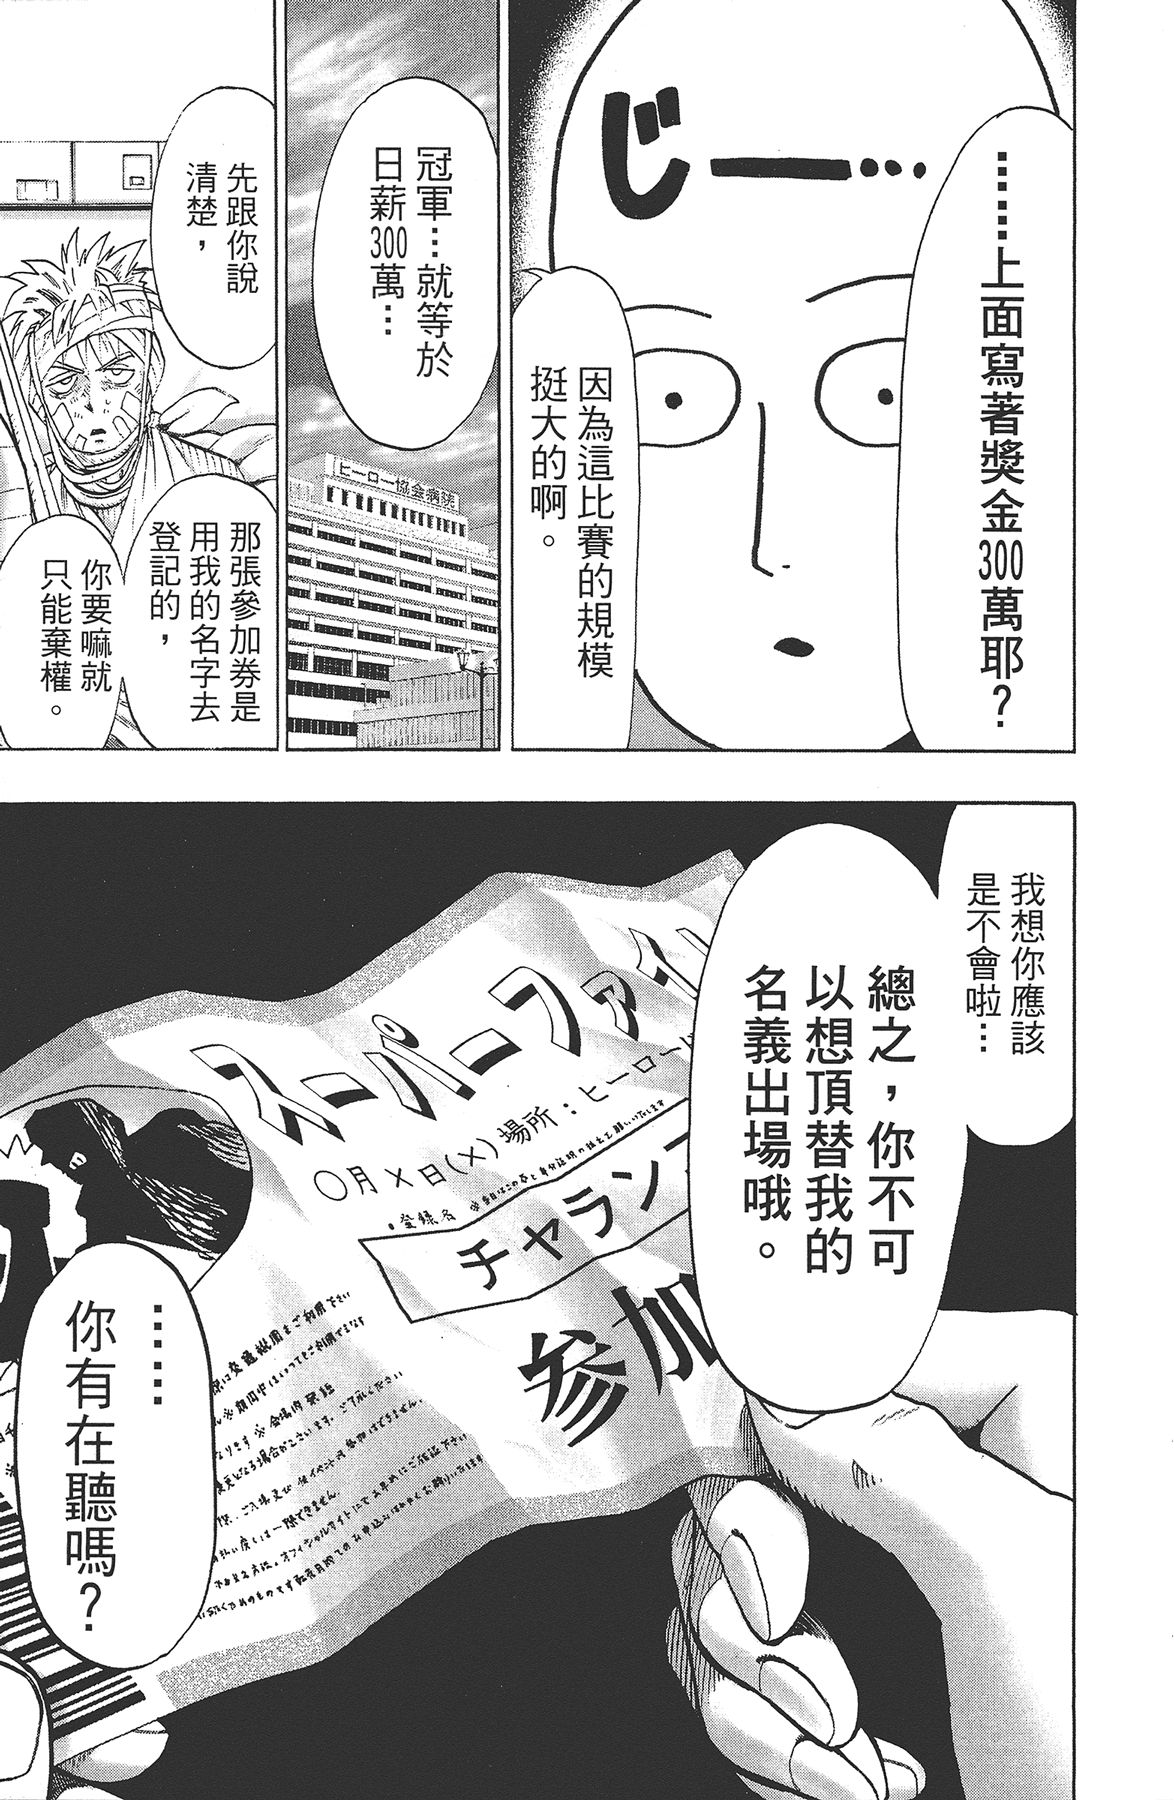 ……上面寫著獎金300萬耶？
じー…
因為這比賽的規模
挺大的啊。
冠軍…就等於
日薪300萬…
ヒーロー協会病院
先跟你說
清楚，
那張參加券是
用我的名字去
登記的，
你要嘛就
只能棄權。
我想你應該
是不會啦…
總之，你不可
以想頂替我的
名義出場哦。
スーパーファイト
〇月×日(×)場所：ヒーロー
●登録名
チャラン
参加
……
你有在聽嗎？